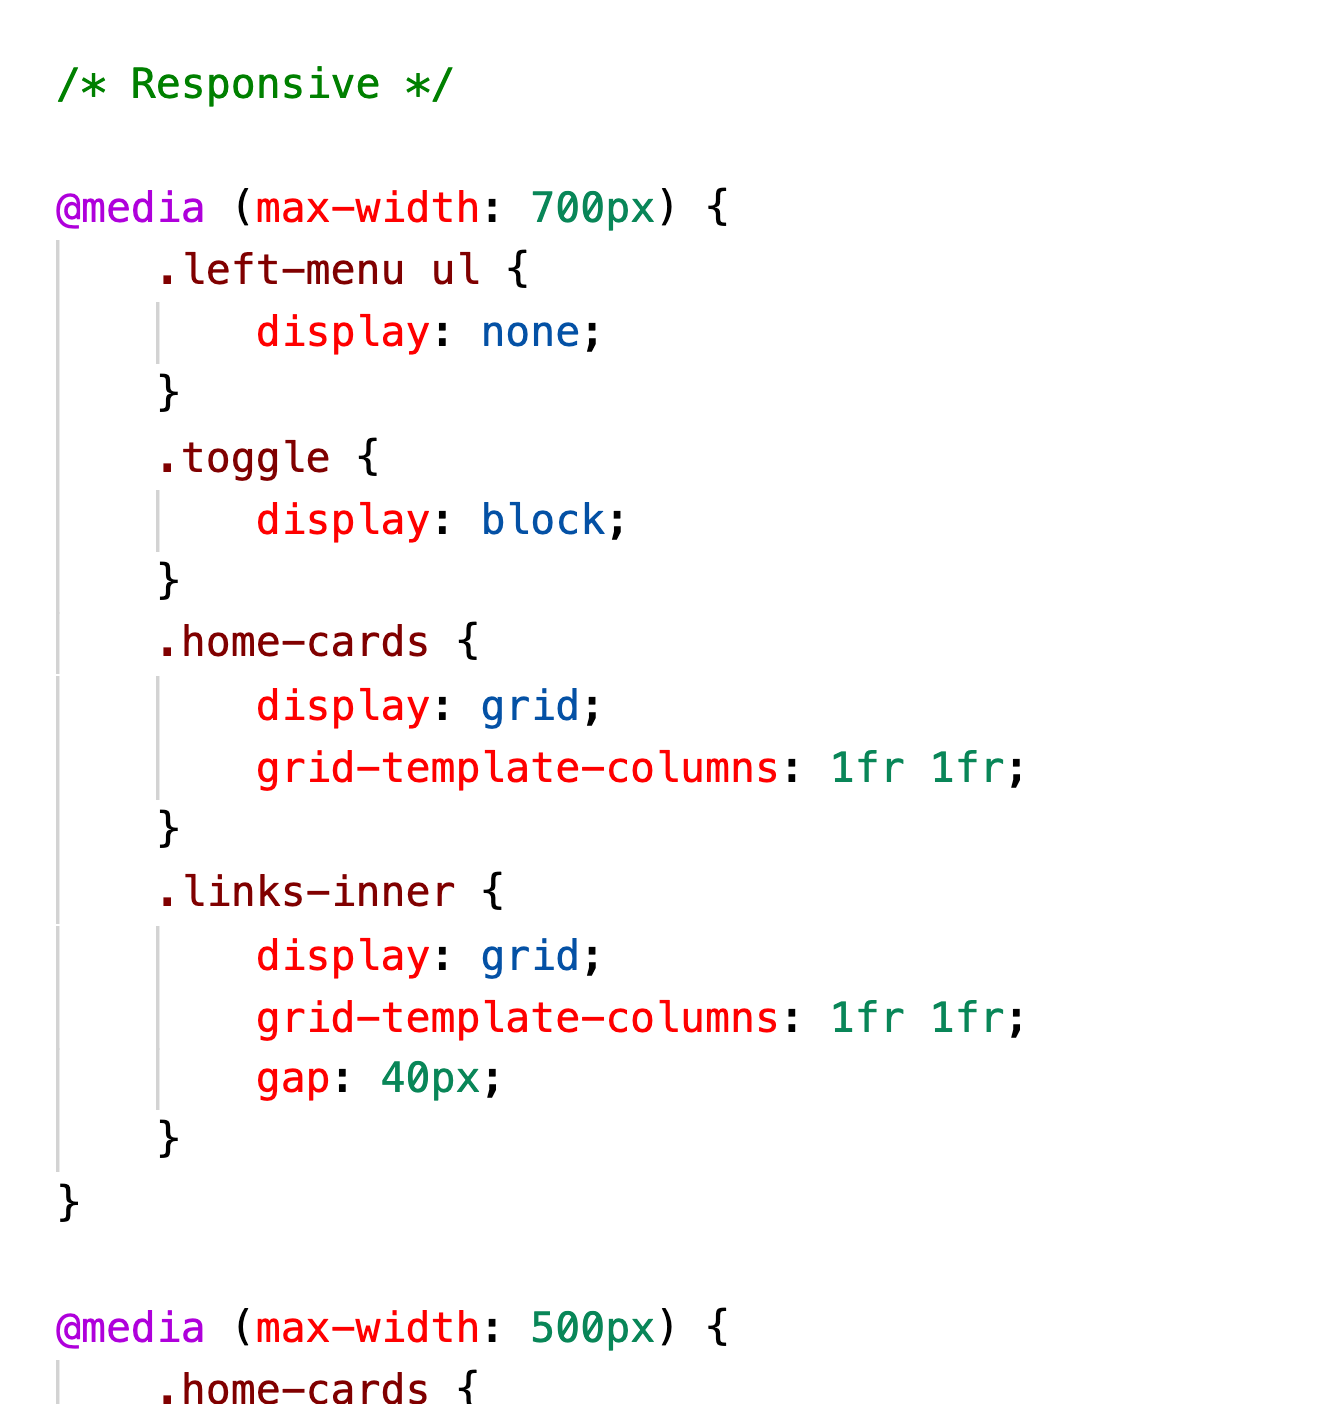 /* Responsive */
@media (max-width: 700px) {
.left-menu ul {
display: none;
}
.toggle {
display: block;
}
.home-cards {
display: grid;
grid-template-columns: 1fr 1fr;
}
.links-inner {
display: grid;
grid-template-columns: 1fr 1fr;
gap: 40px;
}
}
@media (max-width: 500px) {
.home-cards {